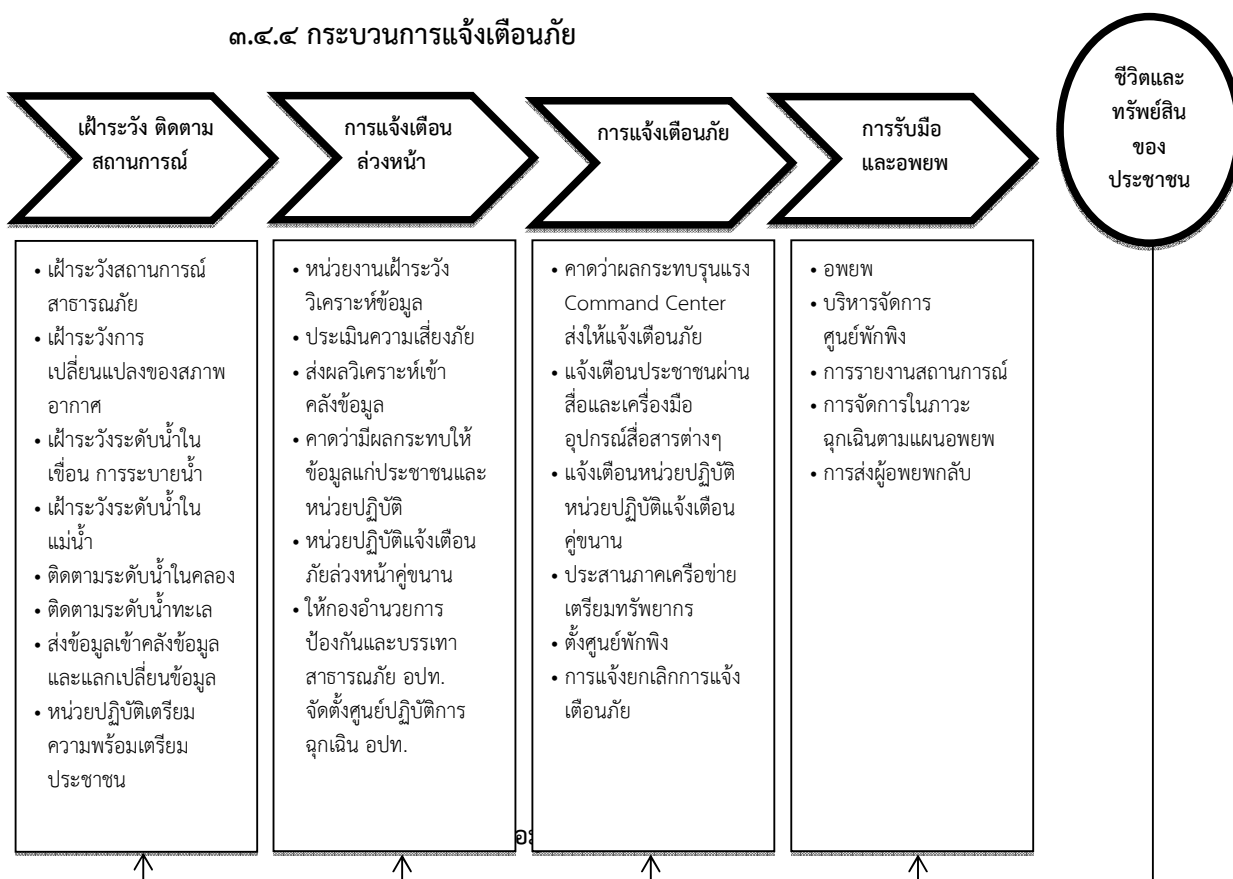 ๓.๔.๔ กระบวนการแจ้งเตือนภัย
เฝ้าระวัง ติดตาม
สถานการณ์
การแจ้งเตือน
ล่วงหน้า
การแจ้งเตือนภัย
การรับมือ
และอพยพ
ชีวิตและ
ทรัพย์สิน
ของ
ประชาชน
• เฝ้าระวังสถานการณ์
สาธารณภัย
• เฝ้าระวังการ
เปลี่ยนแปลงของสภาพ
อากาศ
• เฝ้าระวังระดับน้ำใน
เขื่อน การระบายน้ำ
• เฝ้าระวังระดับน้ำใน
แม่น้ำ
• ติดตามระดับน้ำในคลอง
• ติดตามระดับน้ำทะเล
• ส่งข้อมูลเข้าคลังข้อมูล
และแลกเปลี่ยนข้อมูล
• หน่วยปฏิบัติเตรียม
ความพร้อมเตรียม
ประชาชน
• หน่วยงานเฝ้าระวัง
วิเคราะห์ข้อมูล
• ประเมินความเสี่ยงภัย
• ส่งผลวิเคราะห์เข้า
คลังข้อมูล
• คาดว่ามีผลกระทบให้
ข้อมูลแก่ประชาชนและ
หน่วยปฏิบัติ
• หน่วยปฏิบัติแจ้งเตือน
ภัยล่วงหน้าคู่ขนาน
• ให้กองอำนวยการ
ป้องกันและบรรเทา
สาธารณภัย อปท.
จัดตั้งศูนย์ปฏิบัติการ
ฉุกเฉิน อปท.
• คาดว่าผลกระทบรุนแรง
Command Center
ส่งให้แจ้งเตือนภัย
• แจ้งเตือนประชาชนผ่าน
สื่อและเครื่องมือ
อุปกรณ์สื่อสารต่างๆ
• แจ้งเตือนหน่วยปฏิบัติ
หน่วยปฏิบัติแจ้งเตือน
คู่ขนาน
• ประสานภาคเครือข่าย
เตรียมทรัพยากร
• ตั้งศูนย์พักพิง
• การแจ้งยกเลิกการแจ้ง
เตือนภัย
• อพยพ
• บริหารจัดการ
ศูนย์พักพิง
• การรายงานสถานการณ์
• การจัดการในภาวะ
ฉุกเฉินตามแผนอพยพ
• การส่งผู้อพยพกลับ